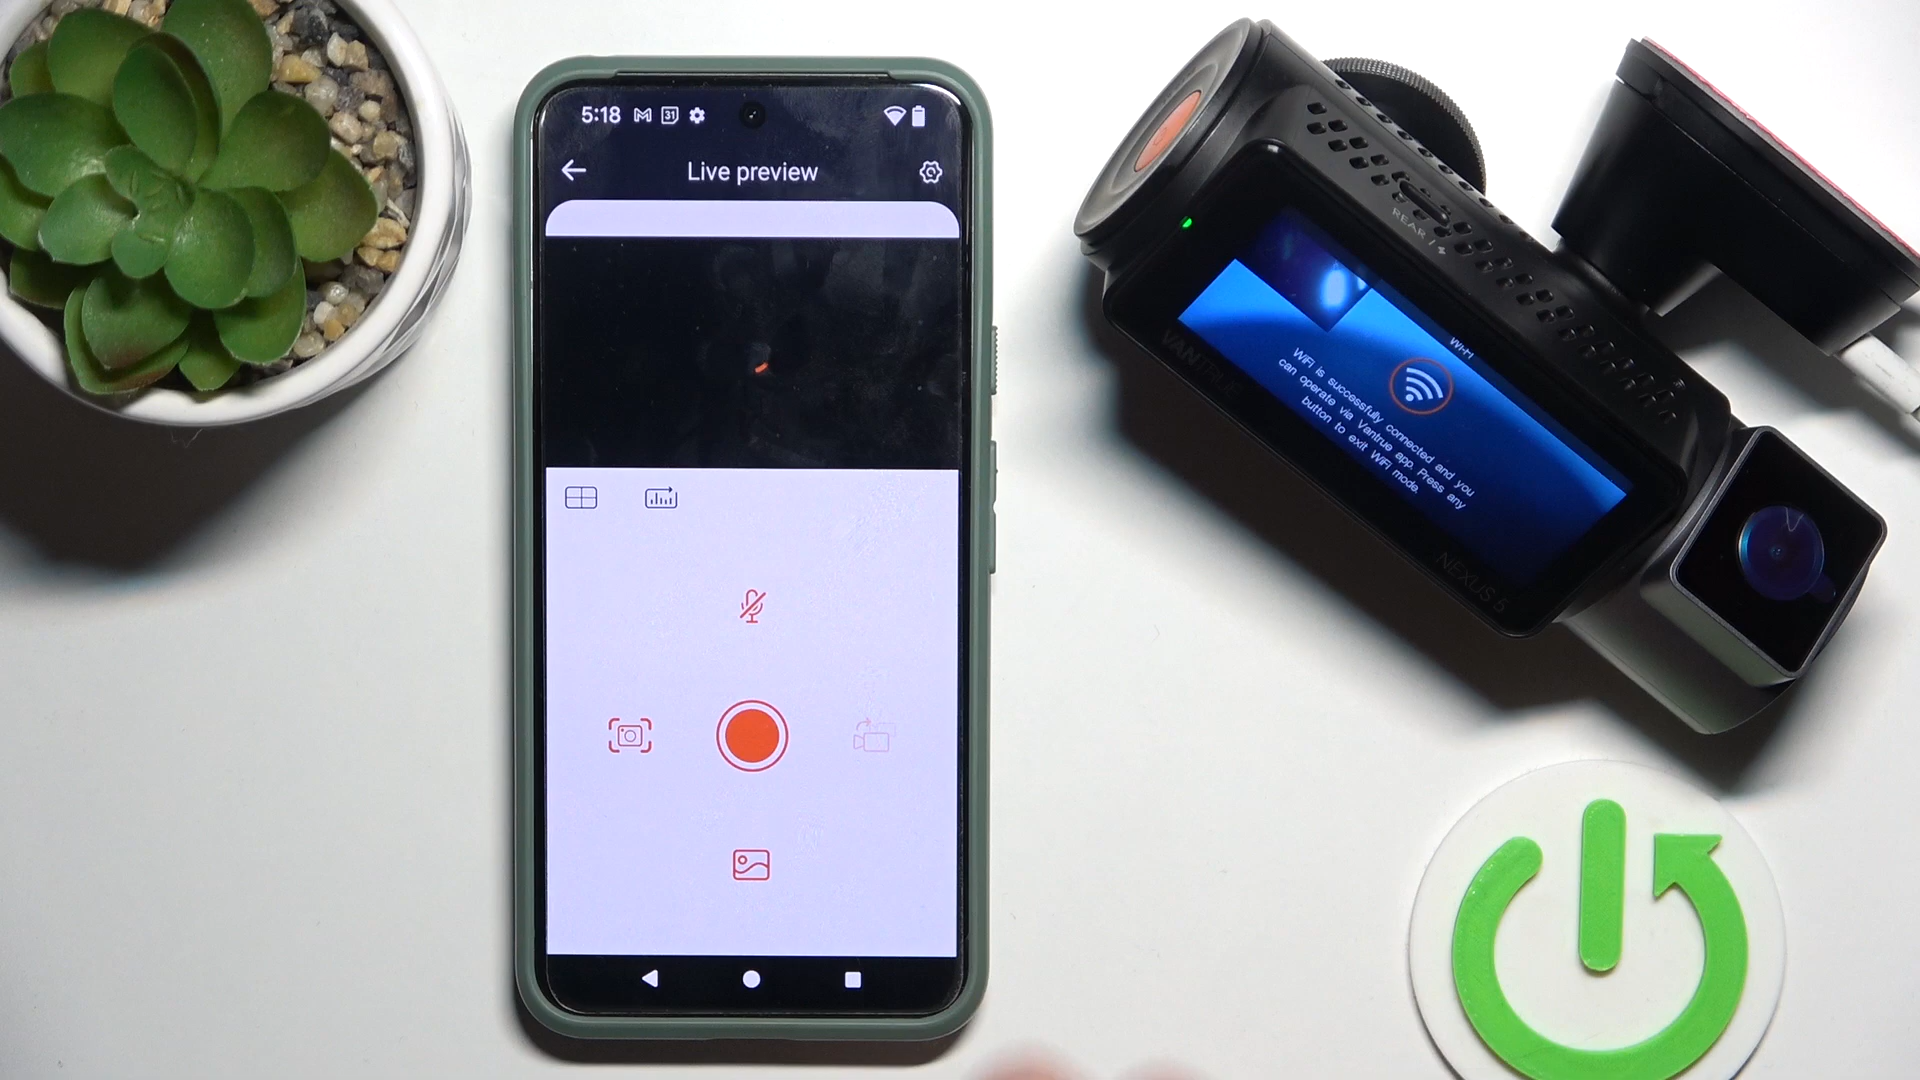 5:18
31
Live preview
REAR
WI-FI
WiFi is successfully connected and you
can operate via Vantrue app. Press any
button to exit WiFi mode.
VANTRUE
NEXUS 5